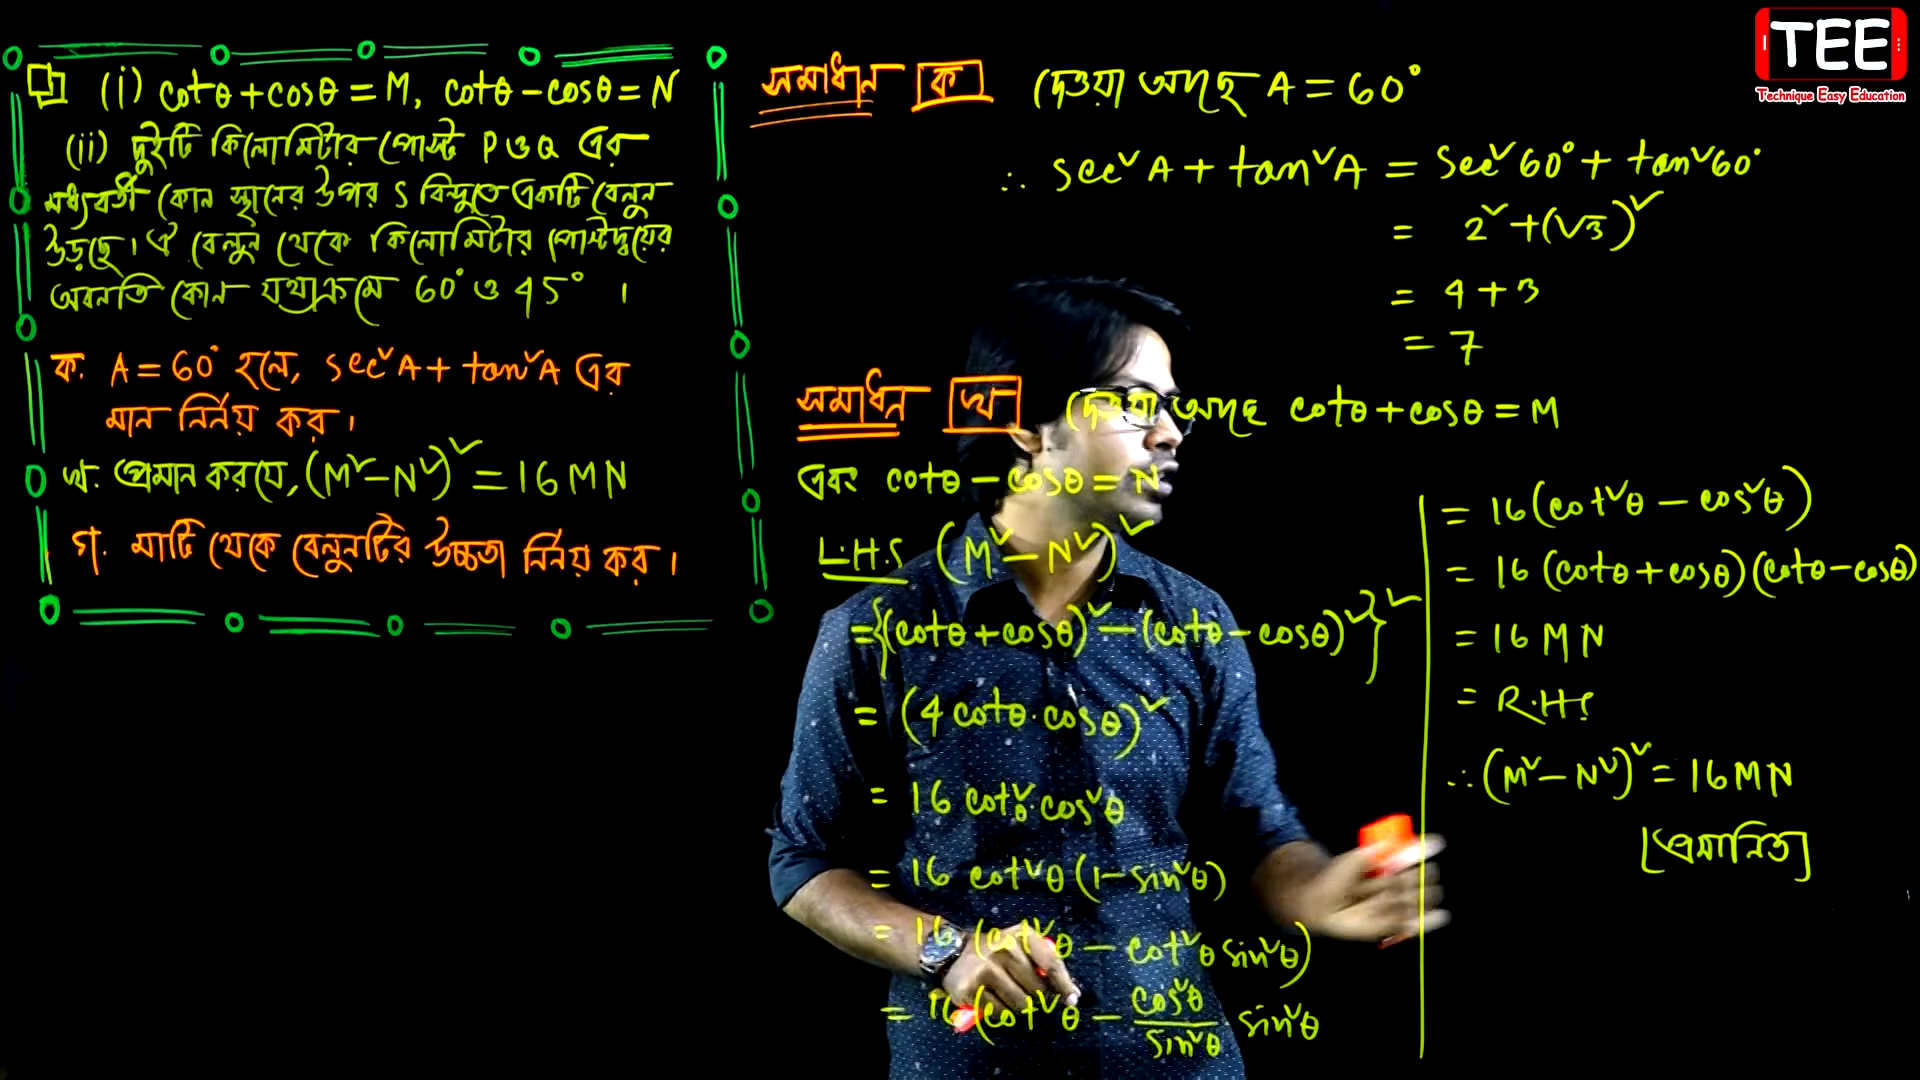 (i) cotθ+cosθ = M, cotθ-cosθ = N
(ii) দুইটি কিলোমিটার পোস্ট P ও Q এর
মধ্যবর্তী কোন স্থানের উপর S বিন্দুতে একটি বেলুন
উড়ছে। ঐ বেলুন থেকে কিলোমিটার পোস্টদ্বয়ের
অবনতি কোন যথাক্রমে 60° ও 45° ।
ক. A = 60° হলে, sec²A + tan²A এর
মান নির্নয় কর।
খ. প্রমান কর যে, (M²-N²)² = 16MN
গ. মাটি থেকে বেলুনটির উচ্চতা নির্নয় কর।
সমাধান ক দেওয়া আছে A = 60°
∴ sec²A + tan²A = sec²60° + tan²60°
= 2² + (√3)²
= 4 + 3
= 7
সমাধান খ দেওয়া আছে cotθ + cosθ = M
এবং cotθ - cosθ = N
L.H.S (M² - N²)²
= {(cotθ + cosθ)² - (cotθ - cosθ)²}²
= (4 cotθ · cosθ)²
= 16 cot²θ · cos²θ
= 16 cot²θ (1 - sin²θ)
= 16 (cot²θ - cot²θ sin²θ)
= 16 (cot²θ - cos²θ/sin²θ · sin²θ
= 16 (cot²θ - cos²θ)
= 16 (cotθ + cosθ)(cotθ - cosθ)
= 16 MN
= R.H.S
∴ (M² - N²)² = 16MN
[প্রমানিত]
TEE
Technique Easy Education